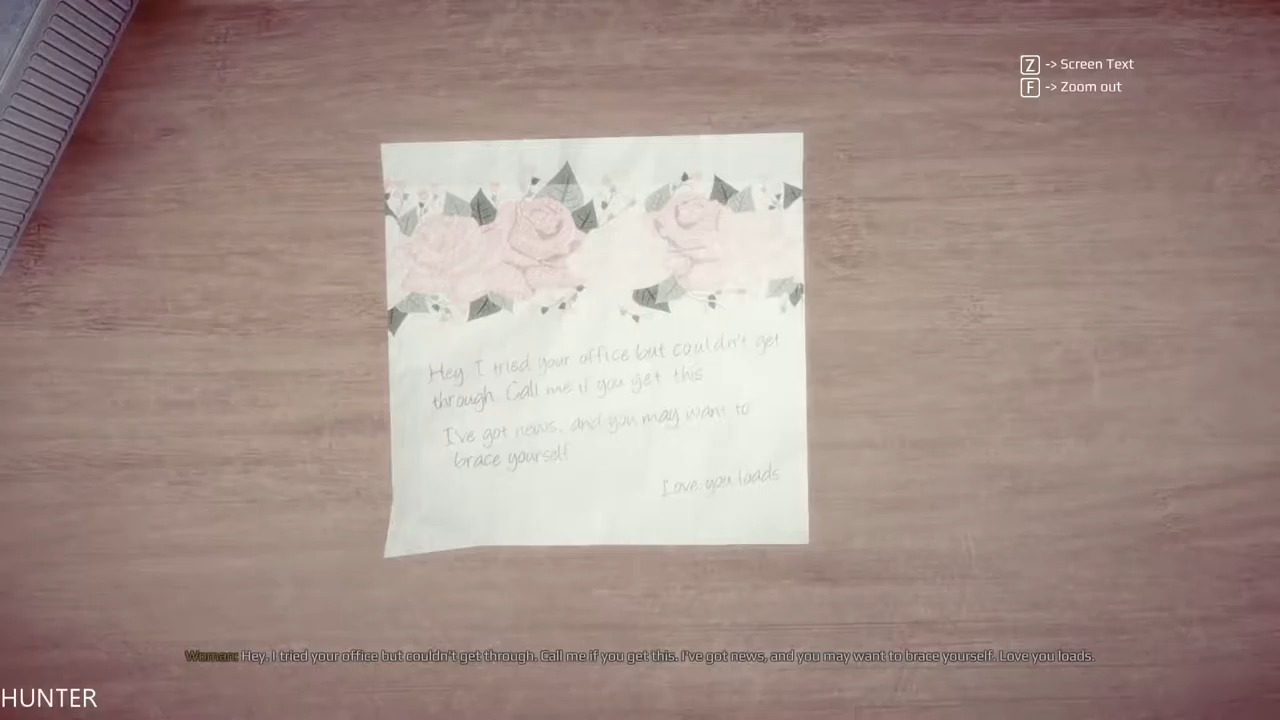 Z -> Screen Text
F -> Zoom out
Hey I tried your office but couldn't get
through. Call me if you get this
I've got news, and you may want to
brace yourself
Love you loads
Woman: Hey. I tried your office but couldn't get through. Call me if you get this. I've got news, and you may want to brace yourself. Love you loads.
HUNTER